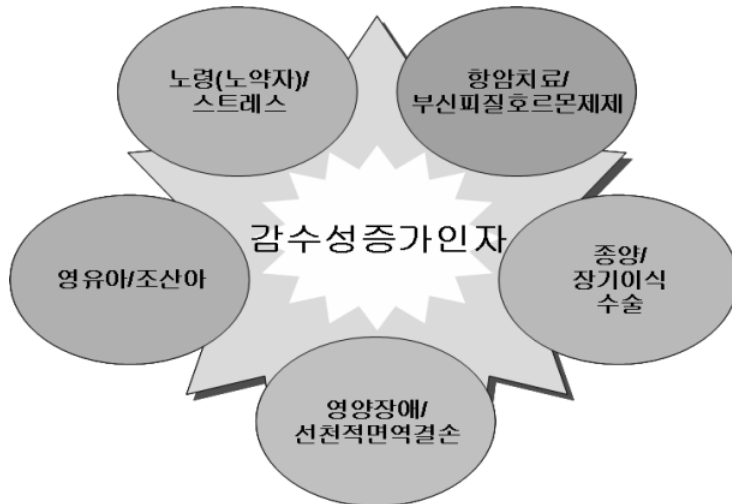 노령(노약자)/
스트레스
항암치료/
부신피질호르몬제제
감수성증가인자
영유아/조산아
종양/
장기이식
수술
영양장애/
선천적면역결손